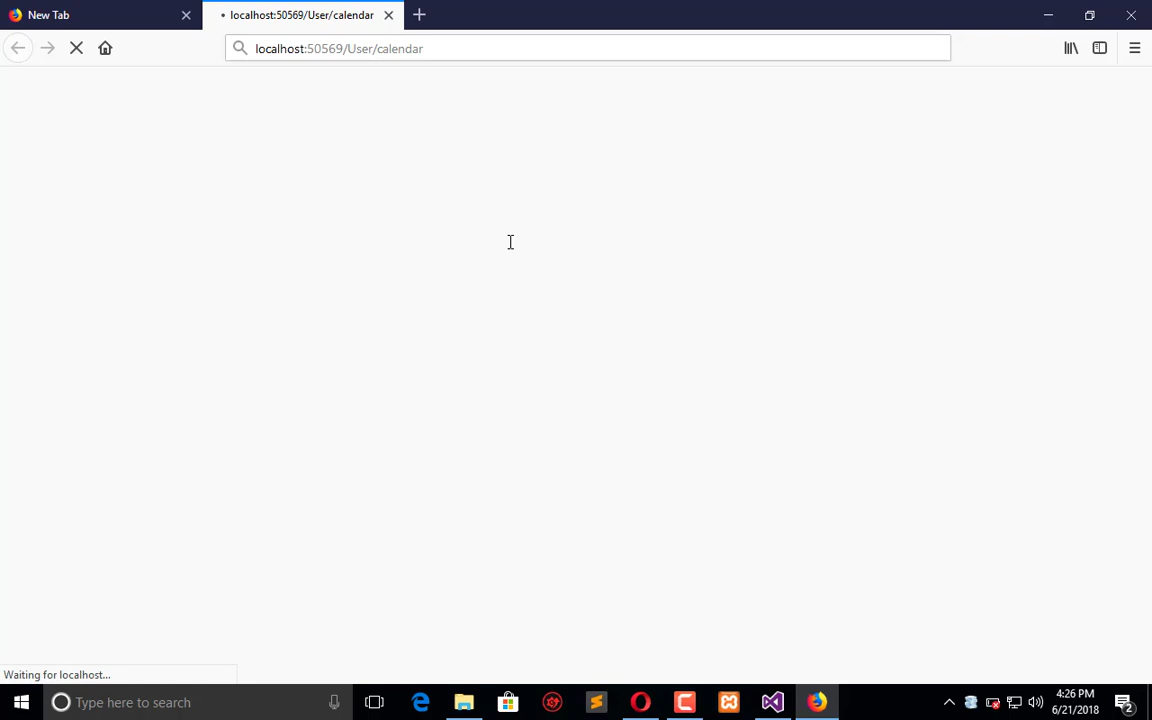 New Tab
localhost:50569/User/calendar
localhost:50569/User/calendar
Waiting for localhost...
Type here to search
4:26 PM
6/21/2018
2